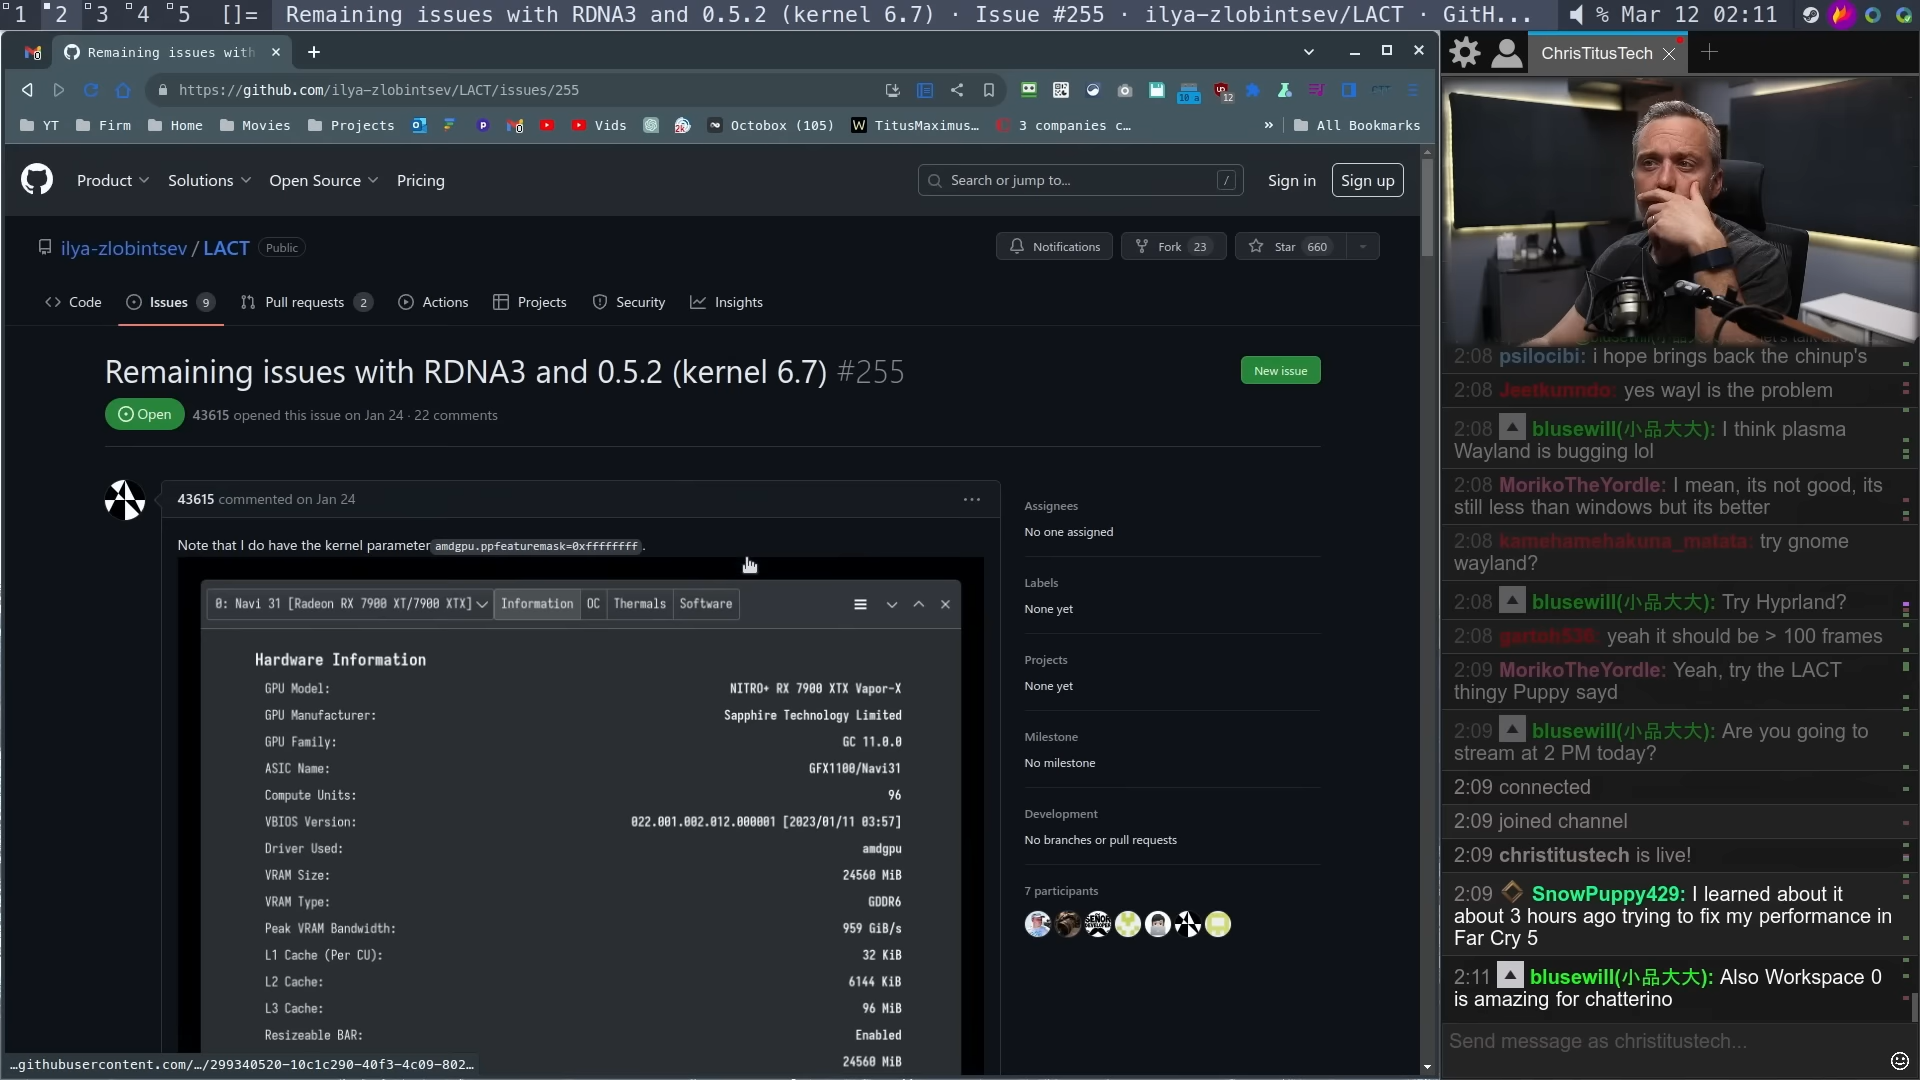 1 2 3 4 5 []= Remaining issues with RDNA3 and 0.5.2 (kernel 6.7) · Issue #255 · ilya-zlobintsev/LACT · GitH... % Mar 12 02:11
Remaining issues with
https://github.com/ilya-zlobintsev/LACT/issues/255
10 a
12
YT Firm Home Movies Projects Vids Octobox (105) TitusMaximus… 3 companies c… » All Bookmarks
Product Solutions Open Source Pricing Search or jump to... / Sign in Sign up
ilya-zlobintsev / LACT Public Notifications Fork 23 Star 660
Code Issues 9 Pull requests 2 Actions Projects Security Insights
Remaining issues with RDNA3 and 0.5.2 (kernel 6.7) #255
New issue
Open 43615 opened this issue on Jan 24 · 22 comments
43615 commented on Jan 24 ...
Note that I do have the kernel parameter amdgpu.ppfeaturemask=0xffffffff.
0: Navi 31 [Radeon RX 7900 XT/7900 XTX] Information OC Thermals Software
Hardware Information
GPU Model: NITRO+ RX 7900 XTX Vapor-X
GPU Manufacturer: Sapphire Technology Limited
GPU Family: GC 11.0.0
ASIC Name: GFX1100/Navi31
Compute Units: 96
VBIOS Version: 022.001.002.012.000001 [2023/01/11 03:57]
Driver Used: amdgpu
VRAM Size: 24560 MiB
VRAM Type: GDDR6
Peak VRAM Bandwidth: 959 GiB/s
L1 Cache (Per CU): 32 KiB
L2 Cache: 6144 KiB
L3 Cache: 96 MiB
Resizeable BAR: Enabled
24560 MiB
Assignees
No one assigned
Labels
None yet
Projects
None yet
Milestone
No milestone
Development
No branches or pull requests
7 participants
…githubusercontent.com/…/299340520-10c1c290-40f3-4c09-802…
ChrisTitusTech
2:08 psilocibi: i hope brings back the chinup's
2:08 Jeetkunndo: yes wayl is the problem
2:08 blusewill(小品大大): I think plasma
Wayland is bugging lol
2:08 MorikoTheYordle: I mean, its not good, its
still less than windows but its better
2:08 kamehamehakuna_matata: try gnome
wayland?
2:08 blusewill(小品大大): Try Hyprland?
2:08 yeah it should be > 100 frames
2:09 MorikoTheYordle: Yeah, try the LACT
thingy Puppy sayd
2:09 blusewill(小品大大): Are you going to
stream at 2 PM today?
2:09 connected
2:09 joined channel
2:09 christitustech is live!
2:09 SnowPuppy429: I learned about it
about 3 hours ago trying to fix my performance in
Far Cry 5
2:11 blusewill(小品大大): Also Workspace 0
is amazing for chatterino
Send message as christitustech...